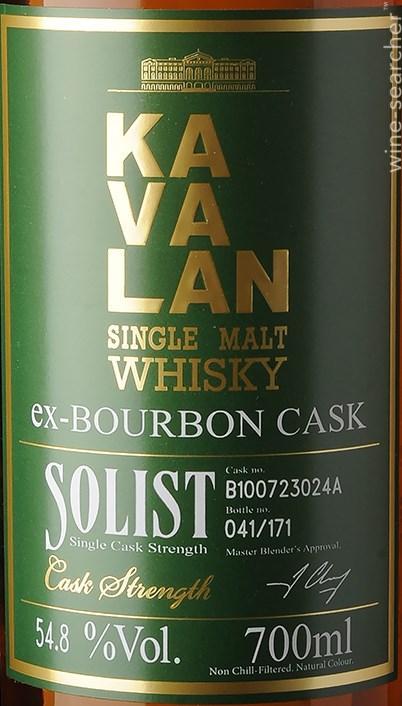 KA
VA
LAN
SINGLE MALT
WHISKY
ex-BOURBON CASK
SOLIST
Single Cask Strength
Cask Strength
Cask no.
B100723024A
Bottle no.
041/171
Master Blender's Approval.
54.8 %Vol.
700ml
Non Chill-Filtered. Natural Colour.
wine-searcher™